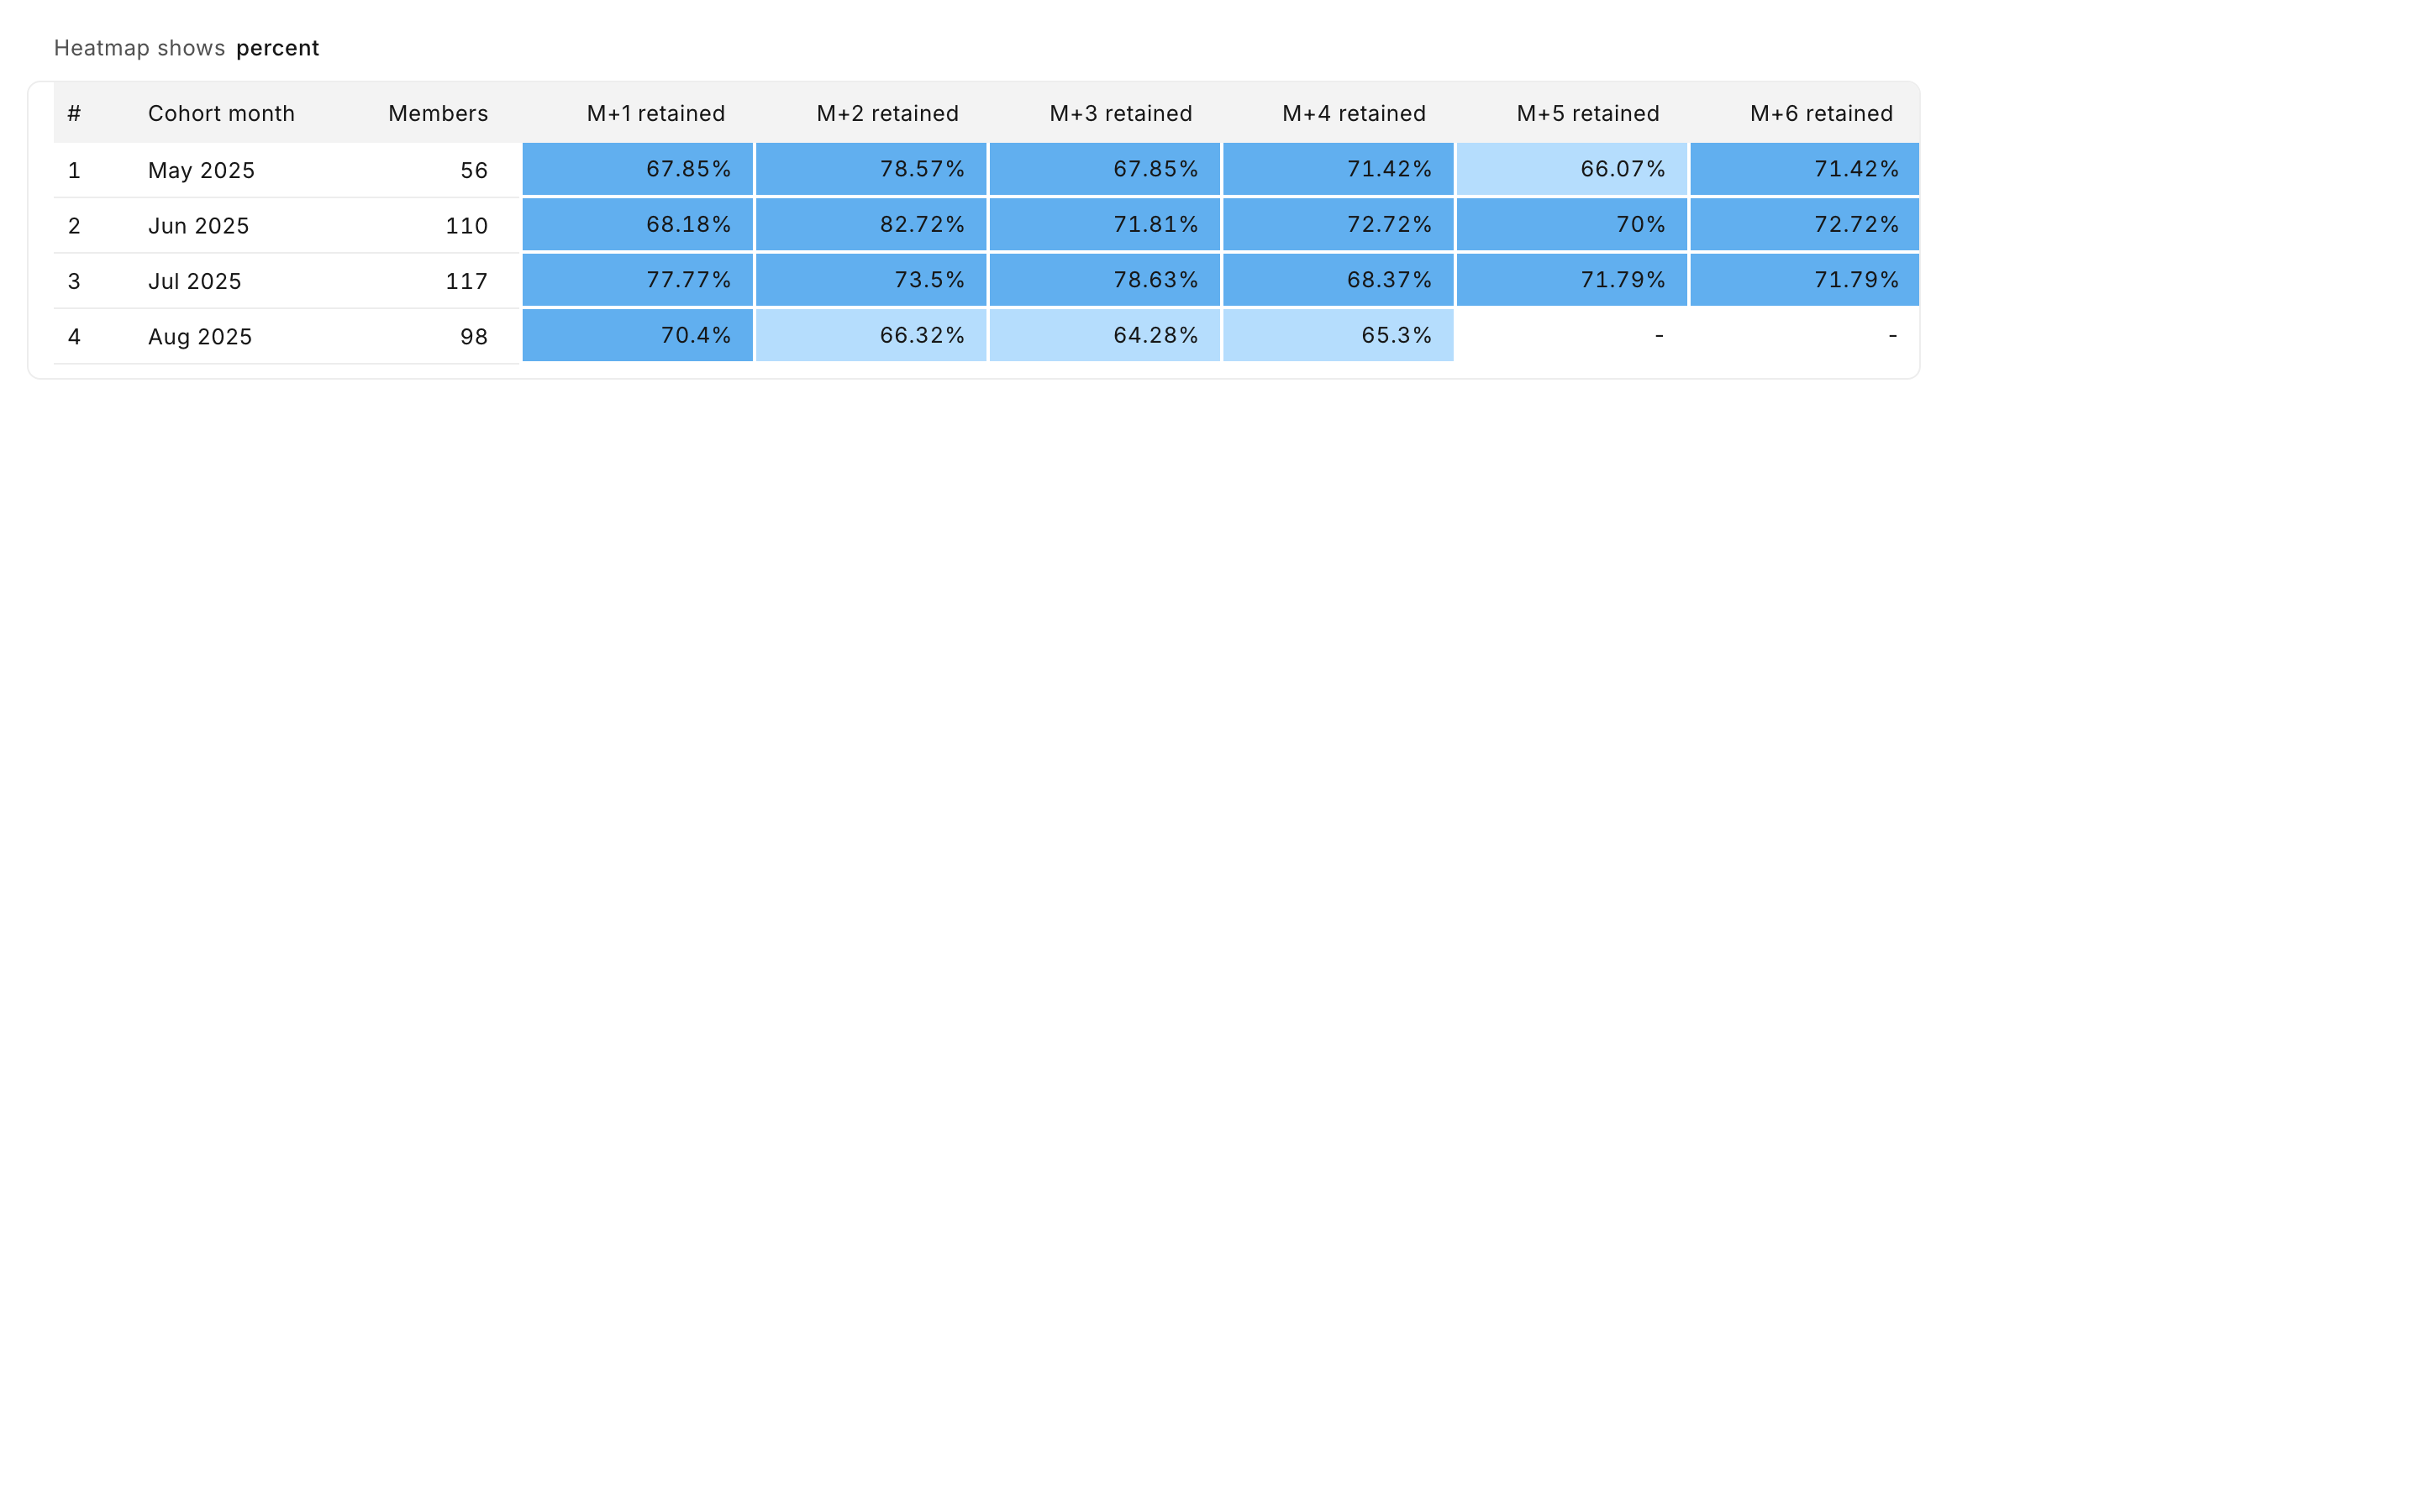 Heatmap shows percent
# Cohort month Members M+1 retained M+2 retained M+3 retained M+4 retained M+5 retained M+6 retained
1 May 2025 56 67.85% 78.57% 67.85% 71.42% 66.07% 71.42%
2 Jun 2025 110 68.18% 82.72% 71.81% 72.72% 70% 72.72%
3 Jul 2025 117 77.77% 73.5% 78.63% 68.37% 71.79% 71.79%
4 Aug 2025 98 70.4% 66.32% 64.28% 65.3% - -